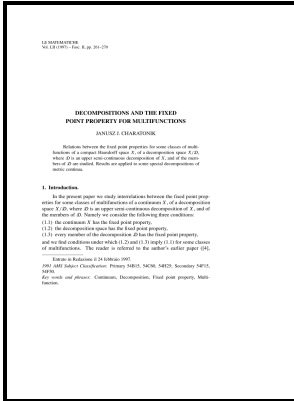 LE MATEMATICHE
Vol. LII (1997) – Fasc. II, pp. 261–279
DECOMPOSITIONS AND THE FIXED
POINT PROPERTY FOR MULTIFUNCTIONS
JANUSZ J. CHARATONIK
Relations between the fixed point properties for some classes of multi-
functions of a compact Hausdorff space X, of a decomposition space X/𝒟,
where 𝒟 is an upper semi-continuous decomposition of X, and of the mem-
bers of 𝒟 are studied. Results are applied to some special decompositions of
metric continua.
1. Introduction.
In the present paper we study interrelations between the fixed point prop-
erties for some classes of multifunctions of a continuum X, of a decomposition
space X/𝒟, where 𝒟 is an upper semi-continuous decomposition of X, and of
the members of 𝒟. Namely we consider the following three conditions:
(1.1) the continuum X has the fixed point property,
(1.2) the decomposition space has the fixed point property,
(1.3) every member of the decomposition 𝒟 has the fixed point property,
and we find conditions under which (1.2) and (1.3) imply (1.1) for some classes
of multifunctions. The reader is referred to the author's earlier paper ([4],
Entrato in Redazione il 24 febbraio 1997.
1991 AMS Subject Classification: Primary 54B15, 54C60, 54H25; Secondary 54F15,
54F50.
Key words and phrases: Continuum, Decomposition, Fixed point property, Multi-
function.